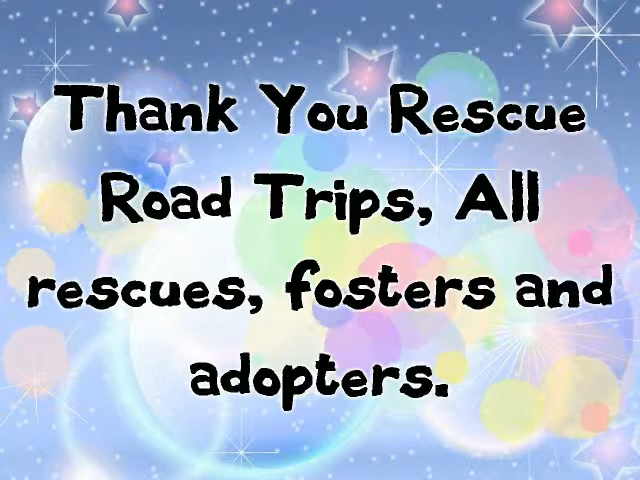 Thank You Rescue
Road Trips, All
rescues, fosters and
adopters.